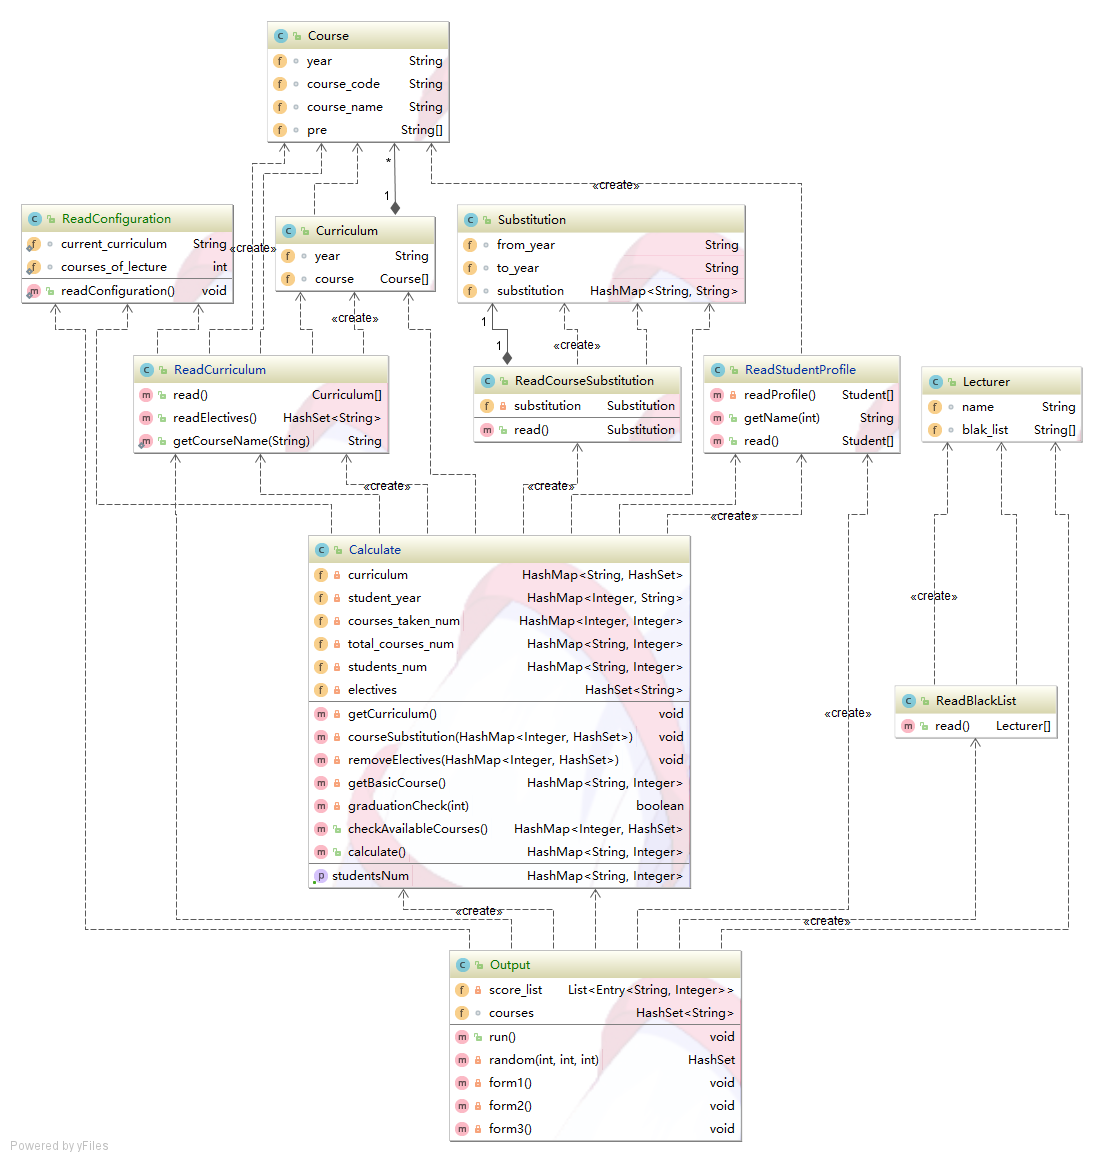 Course
year String
course_code String
course_name String
pre String[]
*
1
«create»
ReadConfiguration
current_curriculum String
courses_of_lecture int
readConfiguration() void
«create»
Curriculum
year String
course Course[]
Substitution
from_year String
to_year String
substitution HashMap<String, String>
«create»
1
1
«create»
ReadCurriculum
read() Curriculum[]
readElectives() HashSet<String>
getCourseName(String) String
ReadCourseSubstitution
substitution Substitution
read() Substitution
ReadStudentProfile
readProfile() Student[]
getName(int) String
read() Student[]
Lecturer
name String
blak_list String[]
«create»
«create»
«create»
Calculate
curriculum HashMap<String, HashSet>
student_year HashMap<Integer, String>
courses_taken_num HashMap<Integer, Integer>
total_courses_num HashMap<String, Integer>
students_num HashMap<String, Integer>
electives HashSet<String>
getCurriculum() void
courseSubstitution(HashMap<Integer, HashSet>) void
removeElectives(HashMap<Integer, HashSet>) void
getBasicCourse() HashMap<String, Integer>
graduationCheck(int) boolean
checkAvailableCourses() HashMap<Integer, HashSet>
calculate() HashMap<String, Integer>
studentsNum HashMap<String, Integer>
«create»
ReadBlackList
read() Lecturer[]
«create»
«create»
«create»
Output
score_list List<Entry<String, Integer>>
courses HashSet<String>
run() void
random(int, int, int) HashSet
form1() void
form2() void
form3() void
Powered by yFiles